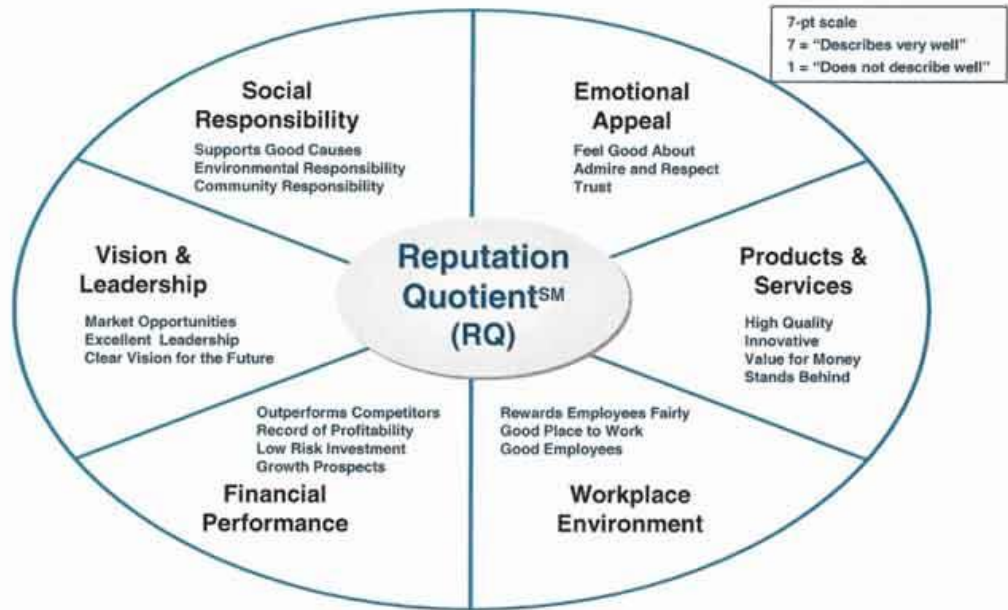 7-pt scale
7 = “Describes very well”
1 = “Does not describe well”
Social
Responsibility
Supports Good Causes
Environmental Responsibility
Community Responsibility
Emotional
Appeal
Feel Good About
Admire and Respect
Trust
Vision &
Leadership
Market Opportunities
Excellent Leadership
Clear Vision for the Future
Reputation
Quotient℠
(RQ)
Products &
Services
High Quality
Innovative
Value for Money
Stands Behind
Outperforms Competitors
Record of Profitability
Low Risk Investment
Growth Prospects
Financial
Performance
Rewards Employees Fairly
Good Place to Work
Good Employees
Workplace
Environment